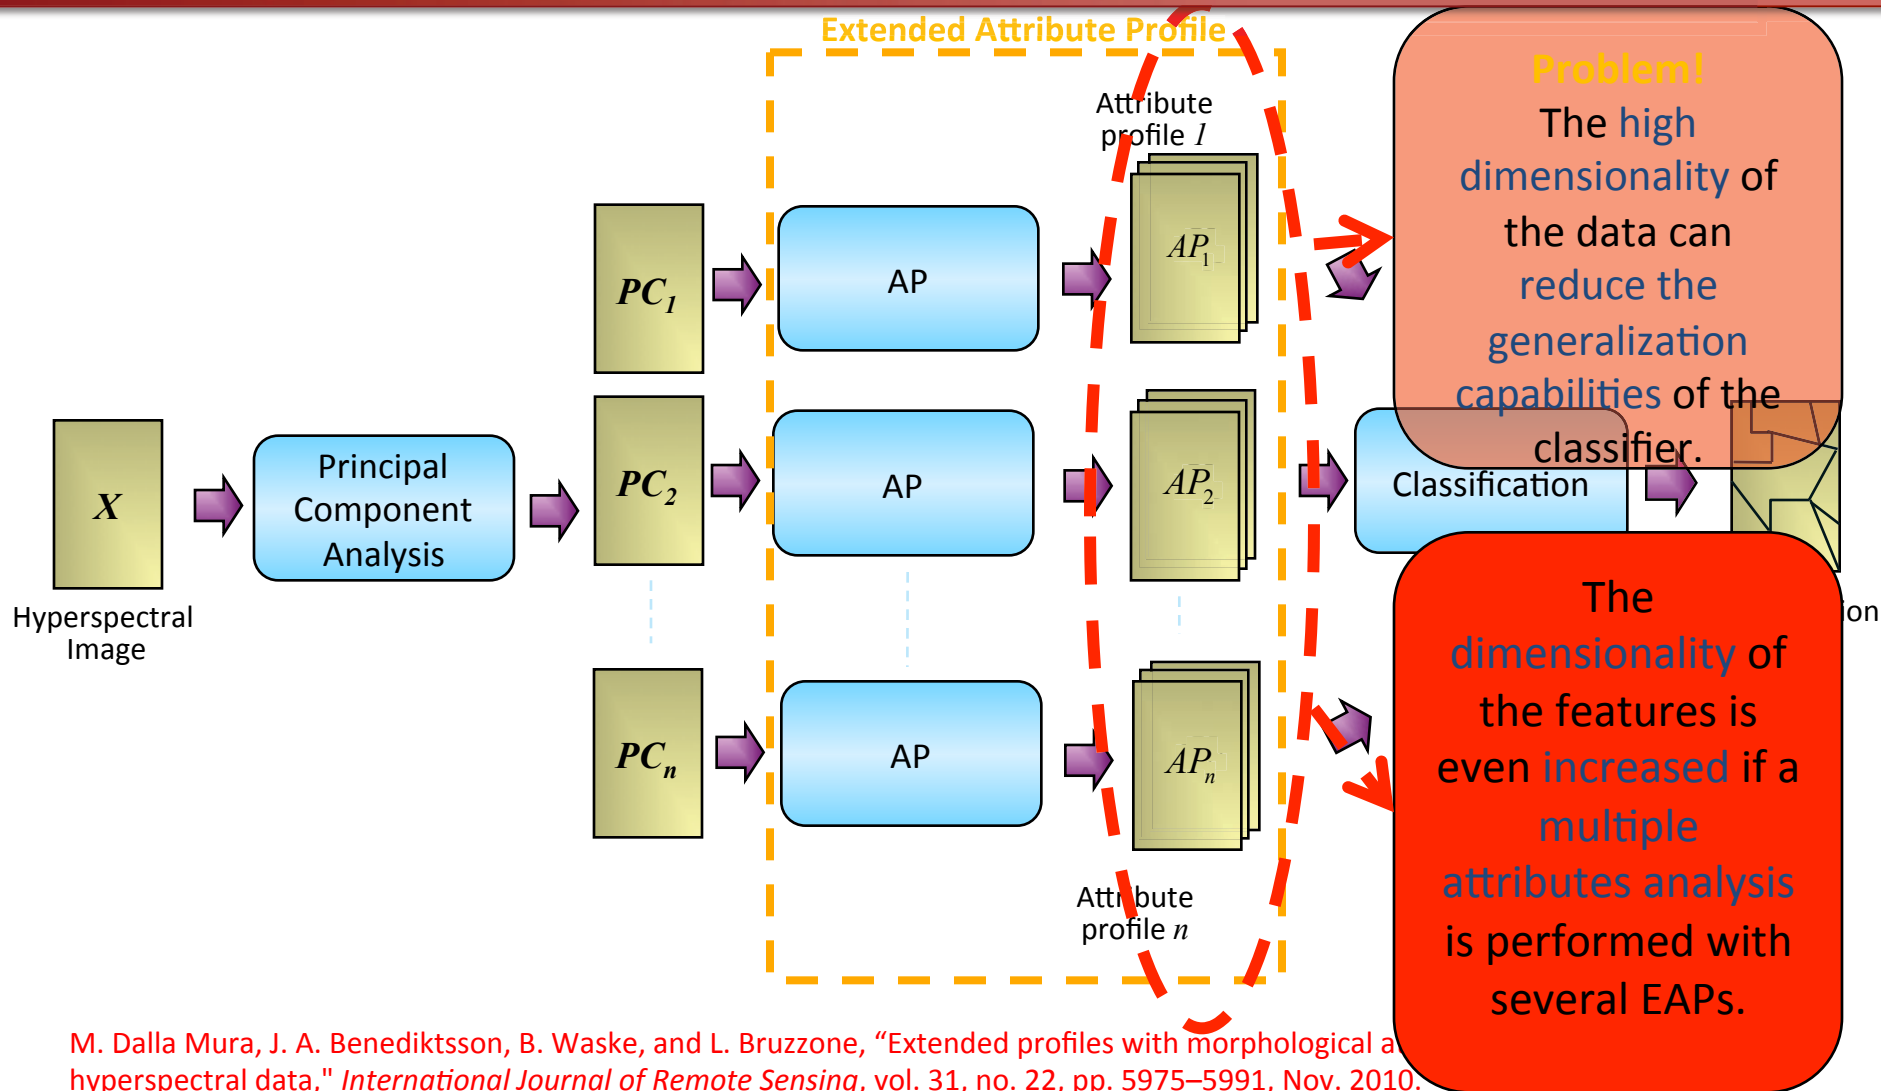 Extended Attribute Profile
Attribute
profile 1
Problem!
The high
dimensionality of
the data can
reduce the
generalization
capabilities of the
classifier.
PC1
AP
AP1
X
Hyperspectral
Image
Principal
Component
Analysis
PC2
AP
AP2
Classification
ion
PCn
AP
APn
Attribute
profile n
The
dimensionality of
the features is
even increased if a
multiple
attributes analysis
is performed with
several EAPs.
M. Dalla Mura, J. A. Benediktsson, B. Waske, and L. Bruzzone, “Extended profiles with morphological a
hyperspectral data," International Journal of Remote Sensing, vol. 31, no. 22, pp. 5975–5991, Nov. 2010.